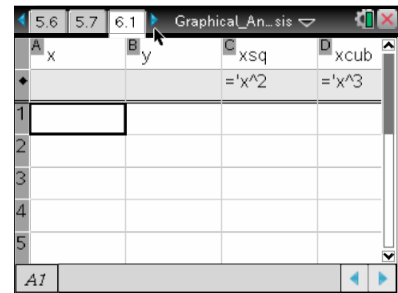 5.6 5.7 6.1 Graphical_An...sis
A x B y C xsq D xcub
◆ ='x^2 ='x^3
1
2
3
4
5
A1